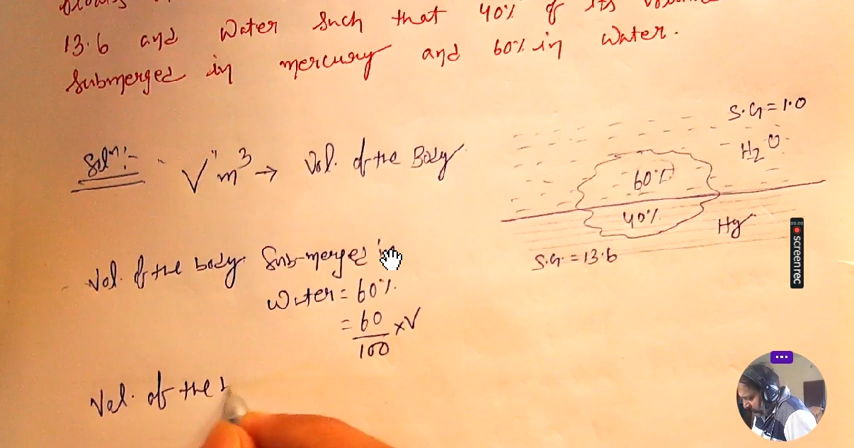 13.6 and Water Such that 40% of its
Submerged in mercury and 60% in Water.
Solⁿ:-
"V" m³ → Vol. of the Body
S.G = 1.0
H₂O
60%
40%
Hg
S.G. = 13.6
Vol. of the body Sub-merged in
Water = 60%
= 60/100 × V
Vol. of the
screenrec